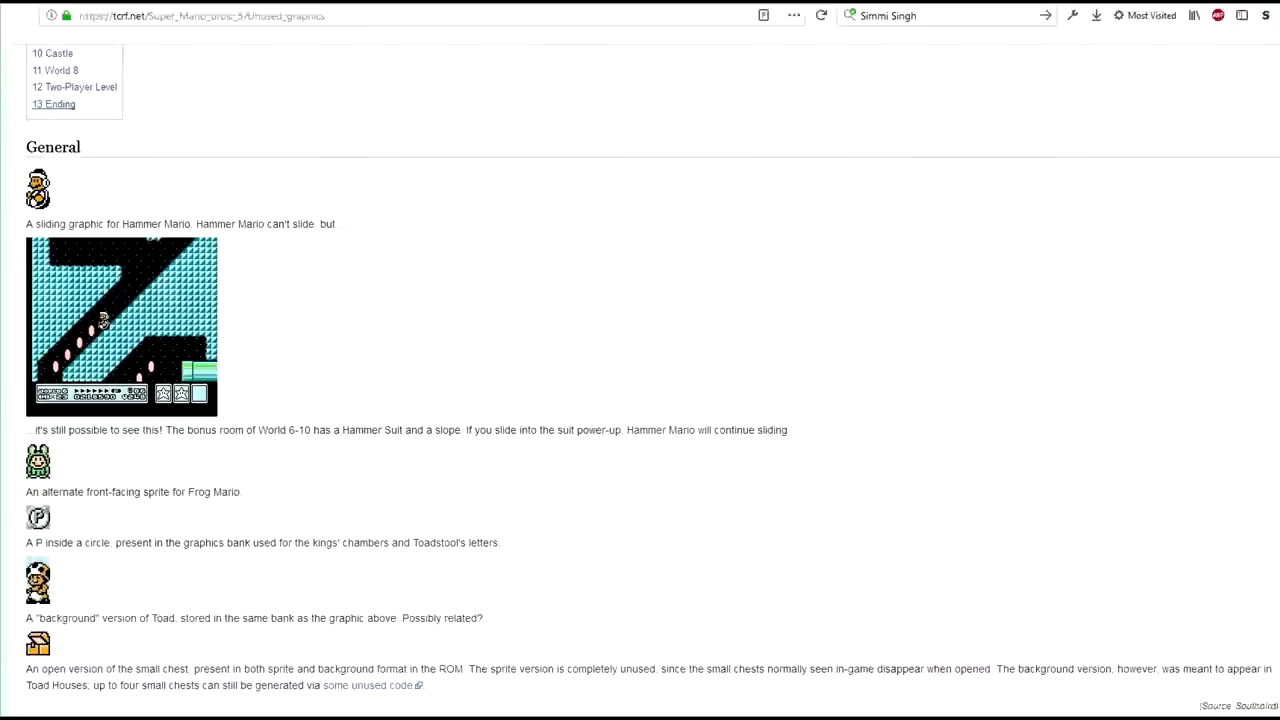 https://tcrf.net/Super_Mario_Bros._3/Unused_graphics
Simmi Singh
Most Visited
ABP
S
10 Castle
11 World 8
12 Two-Player Level
13 Ending
General
A sliding graphic for Hammer Mario. Hammer Mario can't slide, but
...it's still possible to see this! The bonus room of World 6-10 has a Hammer Suit and a slope. If you slide into the suit power-up, Hammer Mario will continue sliding
An alternate front-facing sprite for Frog Mario.
P
A P inside a circle, present in the graphics bank used for the kings' chambers and Toadstool's letters.
A "background" version of Toad, stored in the same bank as the graphic above. Possibly related?
An open version of the small chest, present in both sprite and background format in the ROM. The sprite version is completely unused, since the small chests normally seen in-game disappear when opened. The background version, however, was meant to appear in
Toad Houses; up to four small chests can still be generated via some unused code.
(Source: